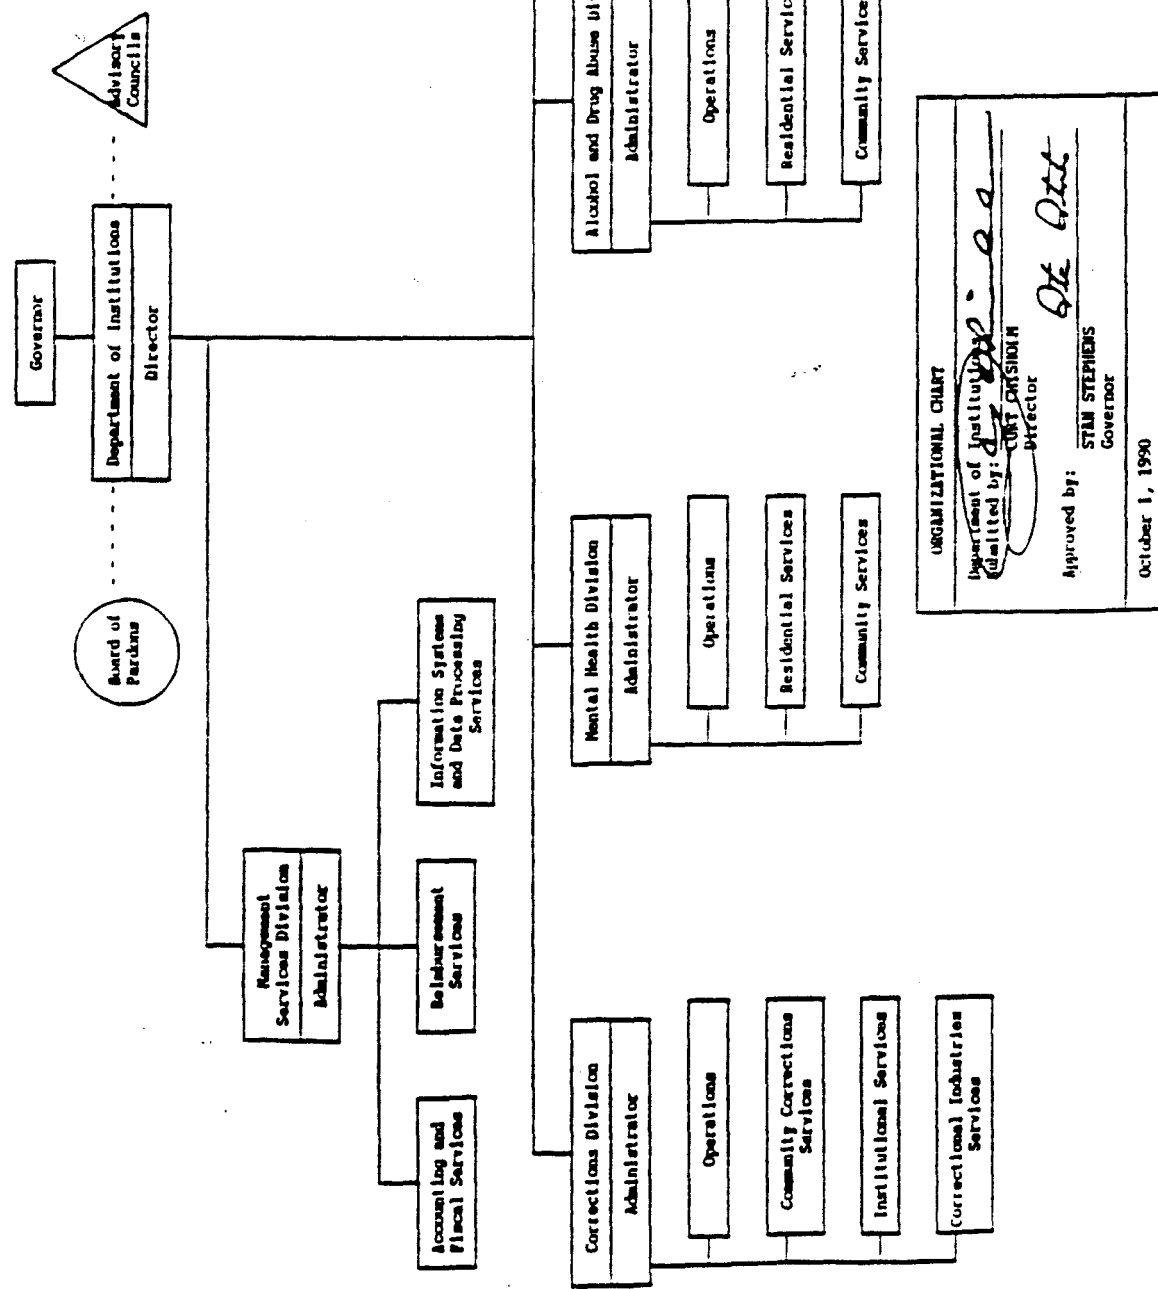 Governor
Department of Institutions
Director
Board of
Pardons
Advisory
Councils
Management
Services Division
Administrator
Accounting and
Fiscal Services
Reimbursement
Services
Information Systems
and Data Processing
Services
Corrections Division
Administrator
Operations
Community Corrections
Services
Institutional Services
Correctional Industries
Services
Mental Health Division
Administrator
Operations
Residential Services
Community Services
Alcohol and Drug Abuse Di
Administrator
Operations
Residential Servic
Community Service
ORGANIZATIONAL CHART
Department of Institutions
Submitted by:
CURT CHISHOLM
Director
Approved by:
STAN STEPHENS
Governor
October 1, 1990